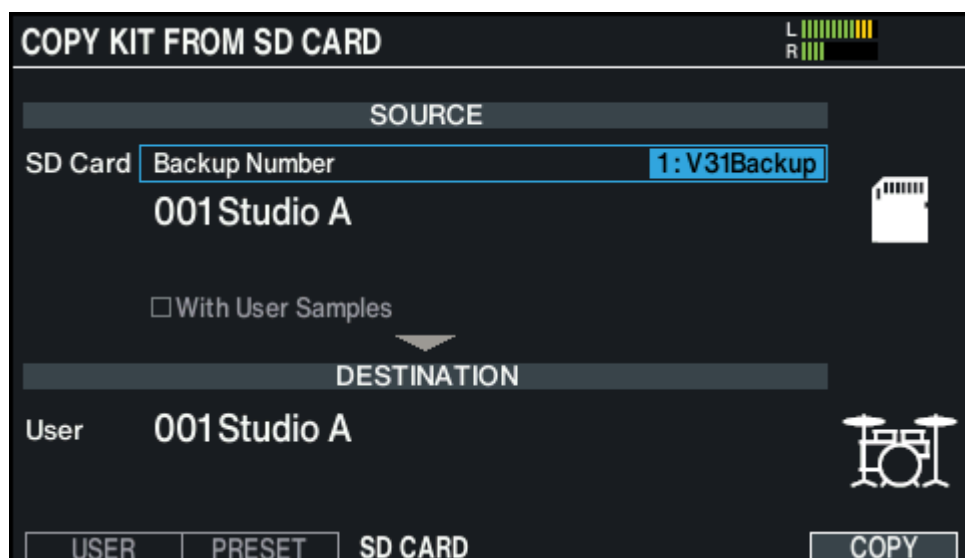 COPY KIT FROM SD CARD
L
R
SOURCE
SD Card Backup Number 1: V31Backup
001 Studio A
With User Samples
DESTINATION
User 001 Studio A
USER PRESET SD CARD COPY